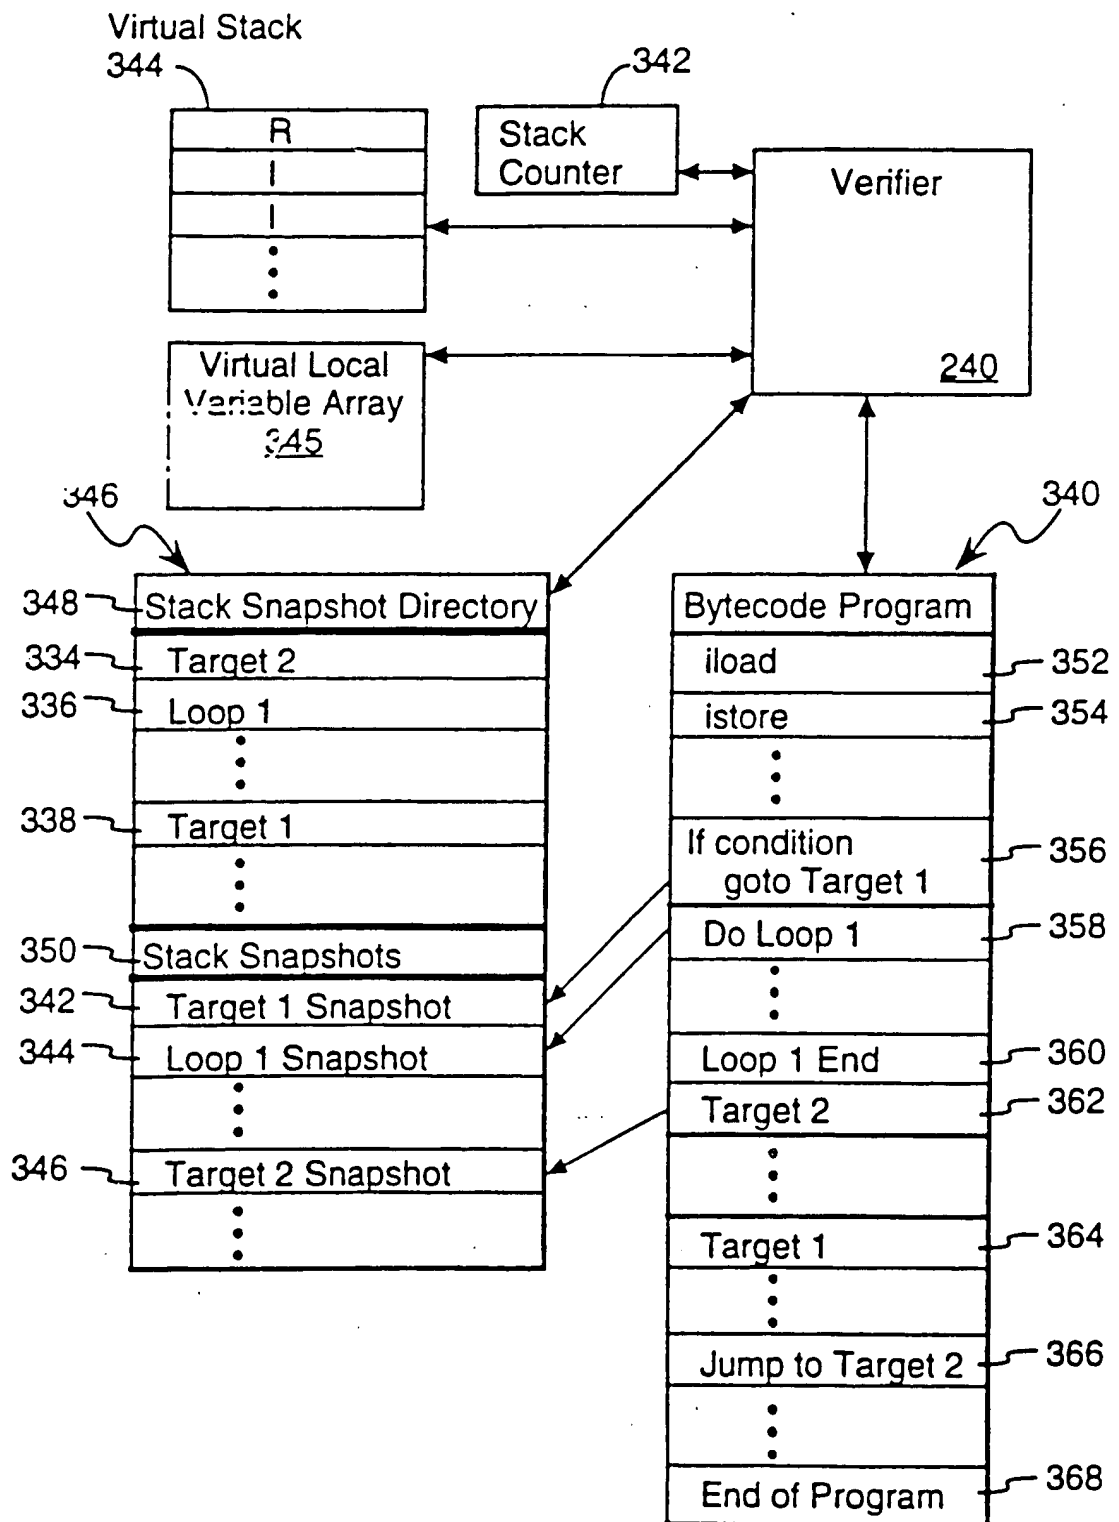 Virtual Stack
344
342
R
I
I
Stack
Counter
Verifier
240
Virtual Local
Variable Array
345
346
340
348
Stack Snapshot Directory
334
Target 2
336
Loop 1
338
Target 1
350
Stack Snapshots
342
Target 1 Snapshot
344
Loop 1 Snapshot
346
Target 2 Snapshot
Bytecode Program
iload
352
istore
354
If condition
goto Target 1
356
Do Loop 1
358
Loop 1 End
360
Target 2
362
Target 1
364
Jump to Target 2
366
End of Program
368